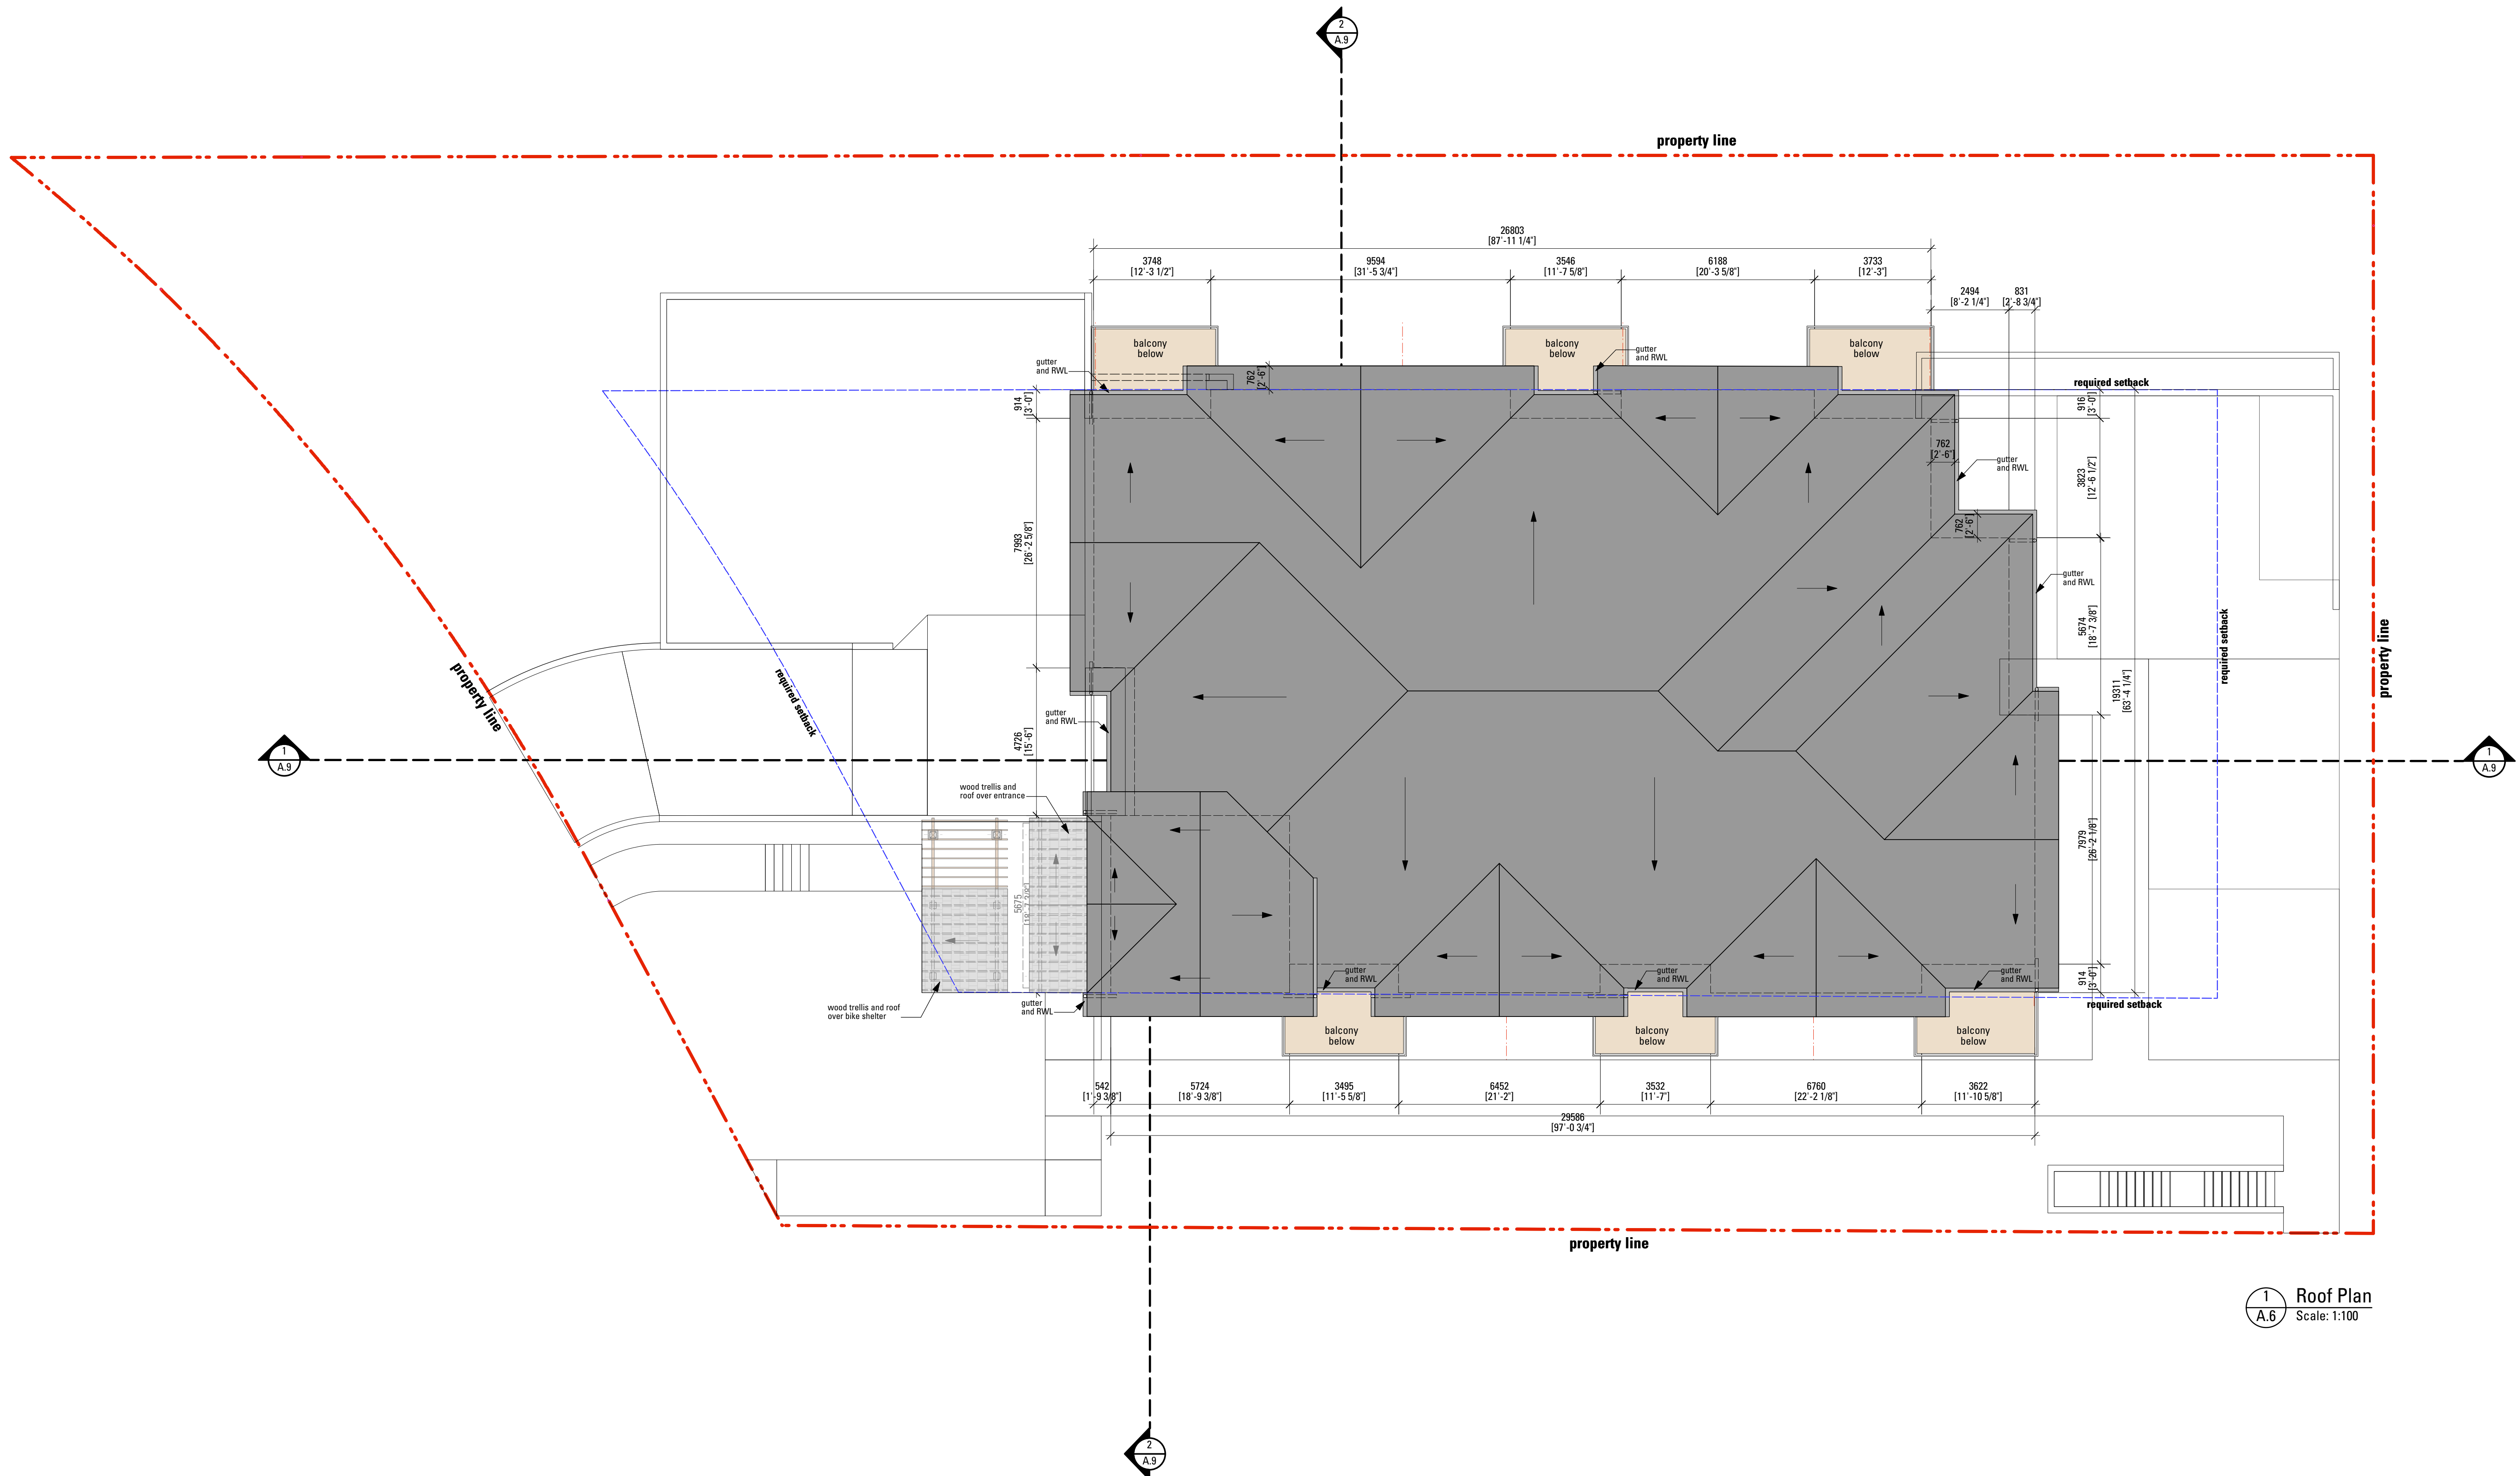 2
A.9
property line
26803
[87'-11 1/4"]
3748
[12'-3 1/2"]
9594
[31'-5 3/4"]
3546
[11'-7 5/8"]
6188
[20'-3 5/8"]
3733
[12'-3"]
2494
[8'-2 1/4"]
831
[2'-8 3/4"]
balcony
below
balcony
below
balcony
below
gutter
and RWL
gutter
and RWL
762
[2'-6"]
required setback
914
[3'-0"]
916
[3'-0"]
762
[2'-6"]
gutter
and RWL
3823
[12'-6 1/2"]
762
[2'-6"]
7993
[26'-2 5/8"]
gutter
and RWL
5674
[18'-7 3/8"]
required setback
property line
property line
required setback
19311
[63'-4 1/4"]
gutter
and RWL
4726
[15'-6"]
1
A.9
1
A.9
wood trellis and
roof over entrance
7979
[26'-2 1/8"]
5675
[18'-7 3/8"]
gutter
and RWL
gutter
and RWL
gutter
and RWL
914
[3'-0"]
wood trellis and roof
over bike shelter
gutter
and RWL
required setback
balcony
below
balcony
below
balcony
below
542
[1'-9 3/8"]
5724
[18'-9 3/8"]
3495
[11'-5 5/8"]
6452
[21'-2"]
3532
[11'-7"]
6760
[22'-2 1/8"]
3622
[11'-10 5/8"]
29586
[97'-0 3/4"]
property line
1
A.6
Roof Plan
Scale: 1:100
2
A.9